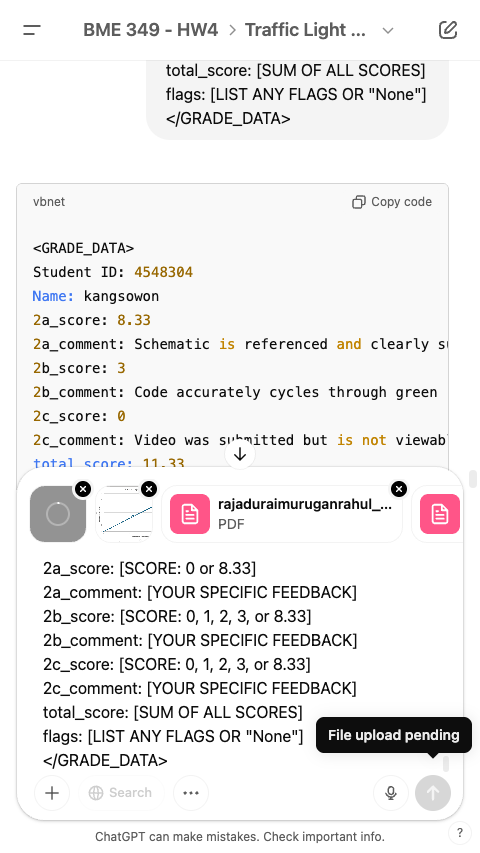 BME 349 - HW4 > Traffic Light ...
total_score: [SUM OF ALL SCORES]
flags: [LIST ANY FLAGS OR "None"]
</GRADE_DATA>
vbnet
Copy code
<GRADE_DATA>
Student ID: 4548304
Name: kangsowon
2a_score: 8.33
2a_comment: Schematic is referenced and clearly su
2b_score: 3
2b_comment: Code accurately cycles through green
2c_score: 0
2c_comment: Video was submitted but is not viewab
total_score: 11.33
rajaduraimuruganrahul_...
PDF
2a_score: [SCORE: 0 or 8.33]
2a_comment: [YOUR SPECIFIC FEEDBACK]
2b_score: [SCORE: 0, 1, 2, 3, or 8.33]
2b_comment: [YOUR SPECIFIC FEEDBACK]
2c_score: [SCORE: 0, 1, 2, 3, or 8.33]
2c_comment: [YOUR SPECIFIC FEEDBACK]
total_score: [SUM OF ALL SCORES]
flags: [LIST ANY FLAGS OR "None"]
</GRADE_DATA>
File upload pending
Search
ChatGPT can make mistakes. Check important info.
?